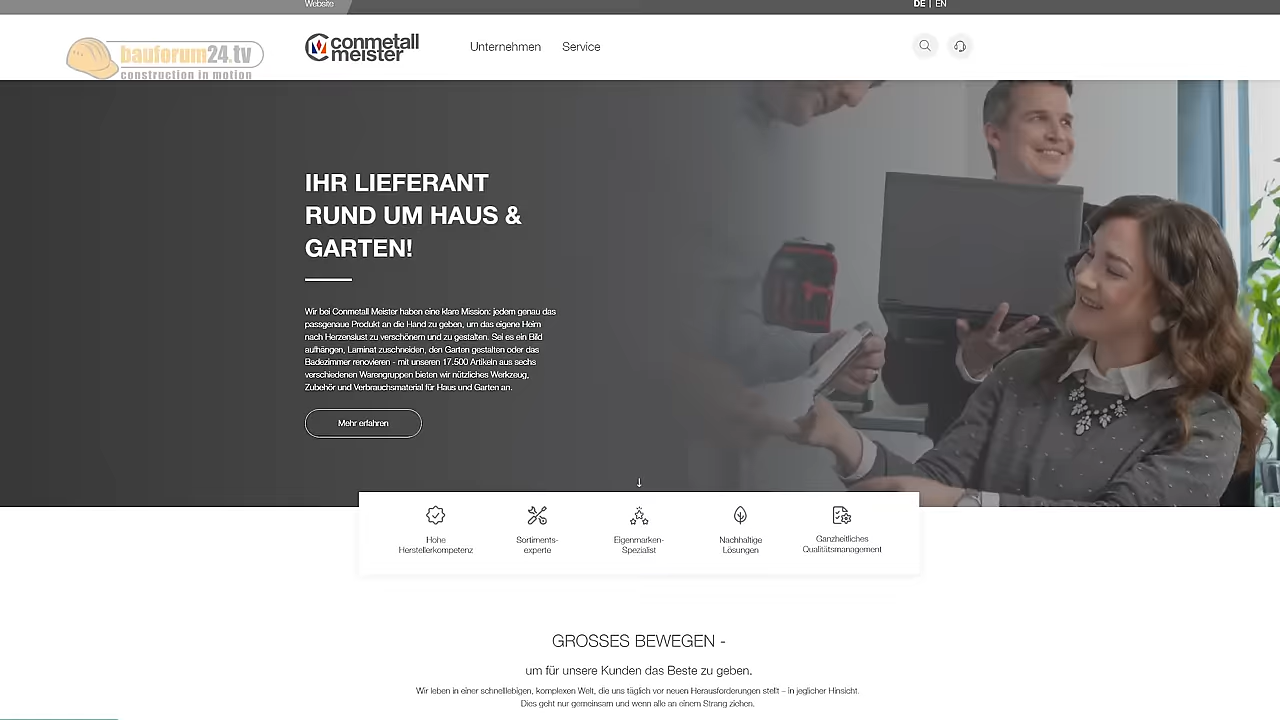 Website
DE | EN
bauforum24.tv
construction in motion
conmetall
meister
Unternehmen
Service
IHR LIEFERANT
RUND UM HAUS &
GARTEN!
Wir bei Conmetall Meister haben eine klare Mission: jedem genau das
passgenaue Produkt an die Hand zu geben, um das eigene Heim
nach Herzenslust zu verschönern und zu gestalten. Sei es ein Bild
aufhängen, Laminat zuschneiden, den Garten gestalten oder das
Badezimmer renovieren - mit unseren 17.500 Artikeln aus sechs
verschiedenen Warengruppen bieten wir nützliches Werkzeug,
Zubehör und Verbrauchsmaterial für Haus und Garten an.
Mehr erfahren
↓
Hohe
Herstellerkompetenz
Sortiments-
experte
Eigenmarken-
Spezialist
Nachhaltige
Lösungen
Ganzheitliches
Qualitätsmanagement
GROSSES BEWEGEN -
um für unsere Kunden das Beste zu geben.
Wir leben in einer schnelllebigen, komplexen Welt, die uns täglich vor neuen Herausforderungen stellt – in jeglicher Hinsicht.
Dies geht nur gemeinsam und wenn alle an einem Strang ziehen.